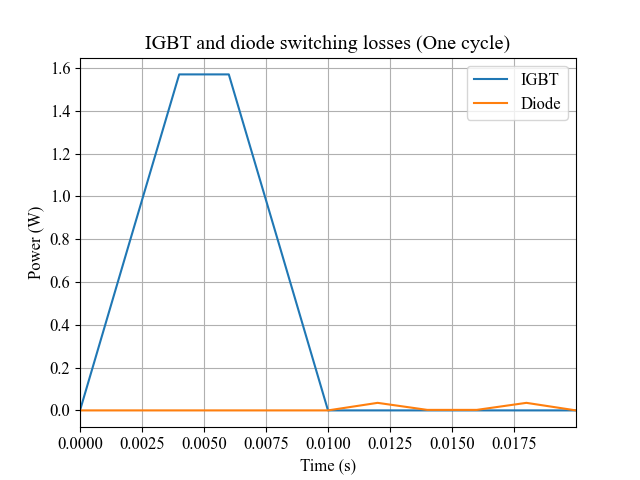 IGBT and diode switching losses (One cycle)
1.6
1.4
1.2
1.0
0.8
0.6
0.4
0.2
0.0
Power (W)
IGBT
Diode
0.0000 0.0025 0.0050 0.0075 0.0100 0.0125 0.0150 0.0175
Time (s)